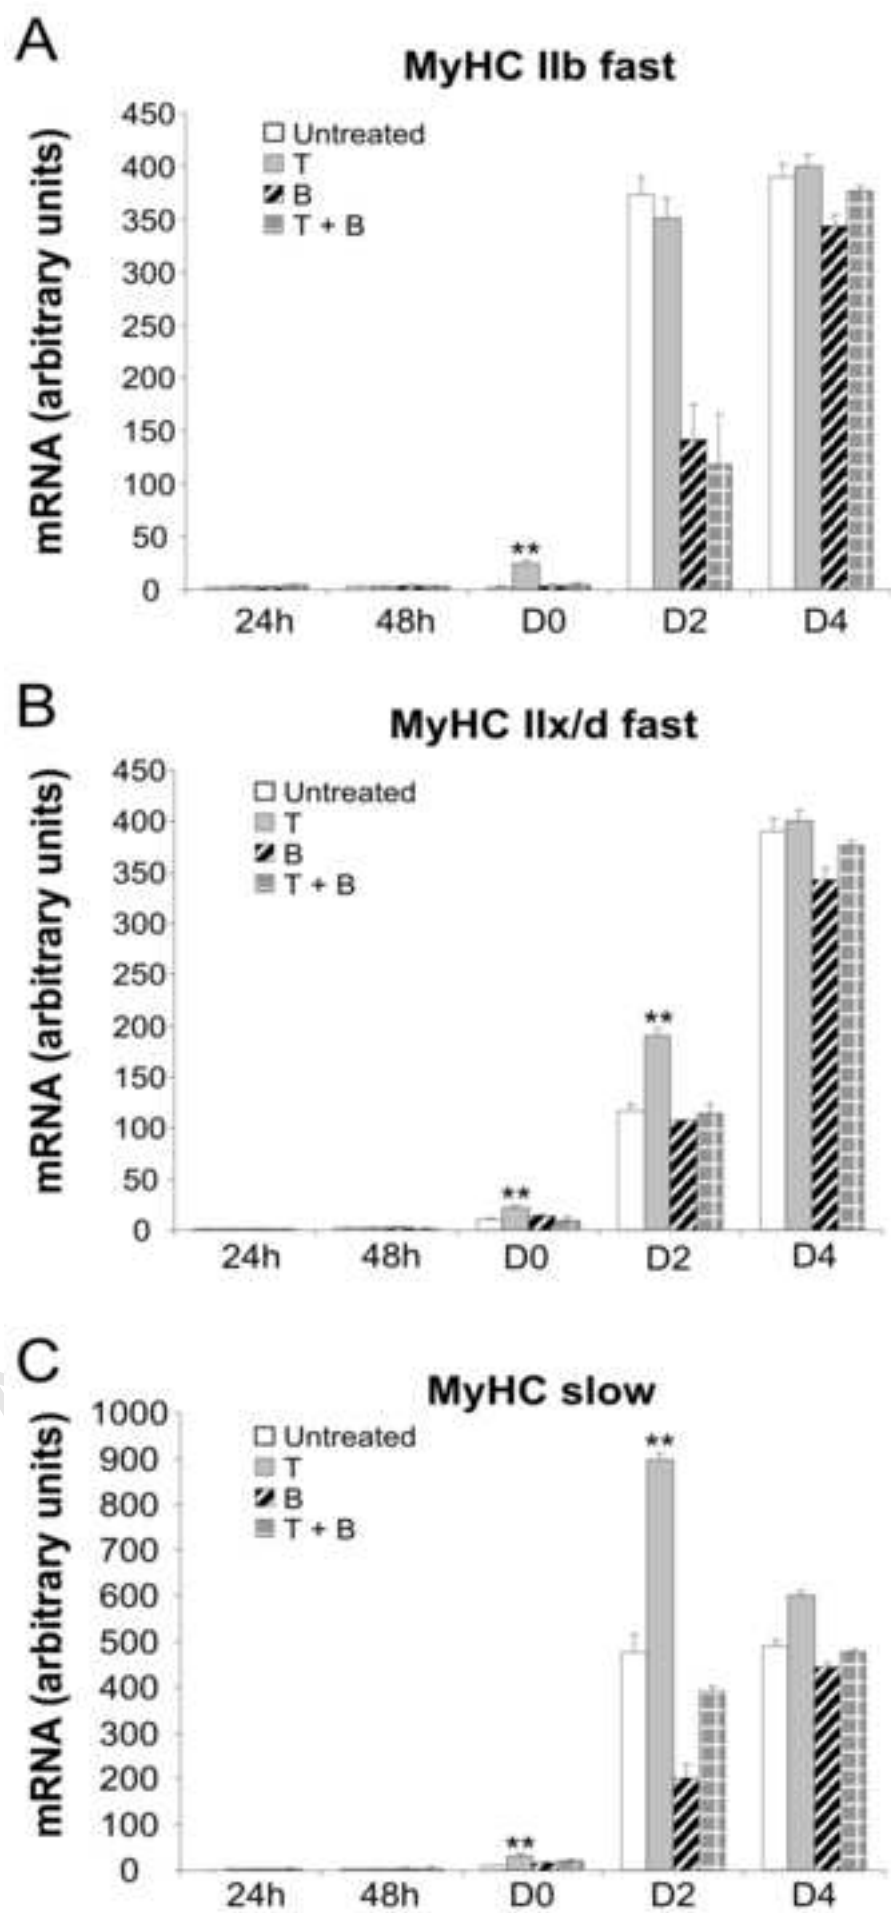 A
MyHC IIb fast
mRNA (arbitrary units)
450
400
350
300
250
200
150
100
50
0
Untreated
T
B
T + B
**
24h 48h D0 D2 D4
B
MyHC IIx/d fast
mRNA (arbitrary units)
450
400
350
300
250
200
150
100
50
0
Untreated
T
B
T + B
**
**
24h 48h D0 D2 D4
C
MyHC slow
mRNA (arbitrary units)
1000
900
800
700
600
500
400
300
200
100
0
Untreated
T
B
T + B
**
**
24h 48h D0 D2 D4